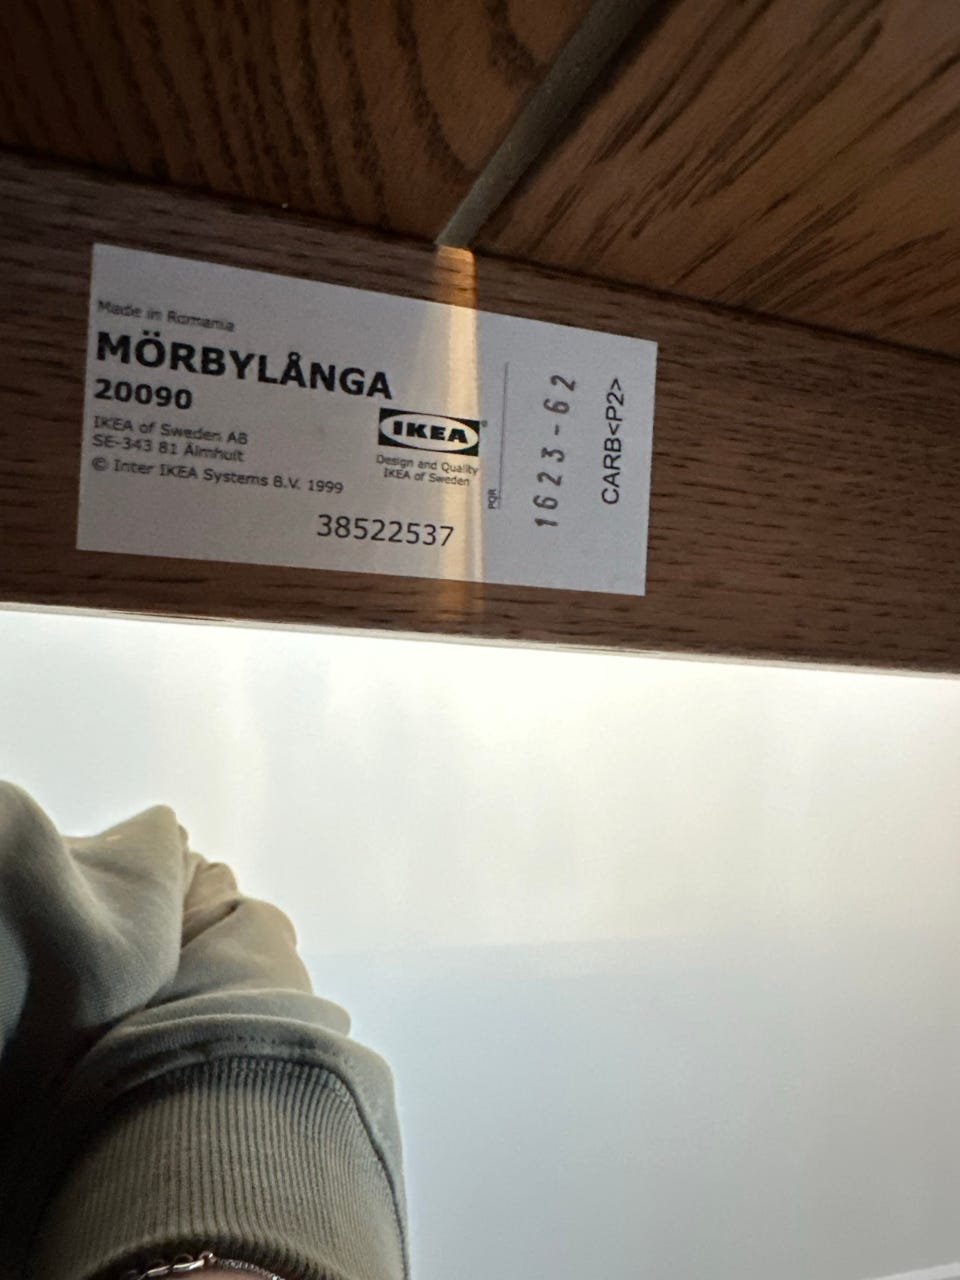 Made in Romania
MÖRBYLÅNGA
20090
IKEA of Sweden AB
SE-343 81 Älmhult
© Inter IKEA Systems B.V. 1999
IKEA®
Design and Quality
IKEA of Sweden
38522537
PQR
1623-62
CARB<P2>